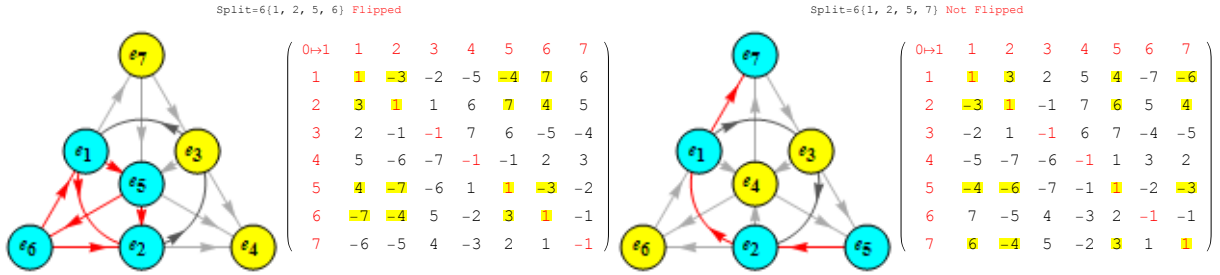 Split=6{1, 2, 5, 6} Flipped
e7
e1
e3
e5
e6
e2
e4
0↦1 1 2 3 4 5 6 7
1 1 −3 −2 −5 −4 7 6
2 3 1 1 6 7 4 5
3 2 −1 −1 7 6 −5 −4
4 5 −6 −7 −1 −1 2 3
5 4 −7 −6 1 1 −3 −2
6 −7 −4 5 −2 3 1 −1
7 −6 −5 4 −3 2 1 −1
Split=6{1, 2, 5, 7} Not Flipped
e7
e1
e3
e4
e6
e2
e5
0↦1 1 2 3 4 5 6 7
1 1 3 2 5 4 −7 −6
2 −3 1 −1 7 6 5 4
3 −2 1 −1 6 7 −4 −5
4 −5 −7 −6 −1 1 3 2
5 −4 −6 −7 −1 1 −2 −3
6 7 −5 4 −3 2 −1 −1
7 6 −4 5 −2 3 1 1